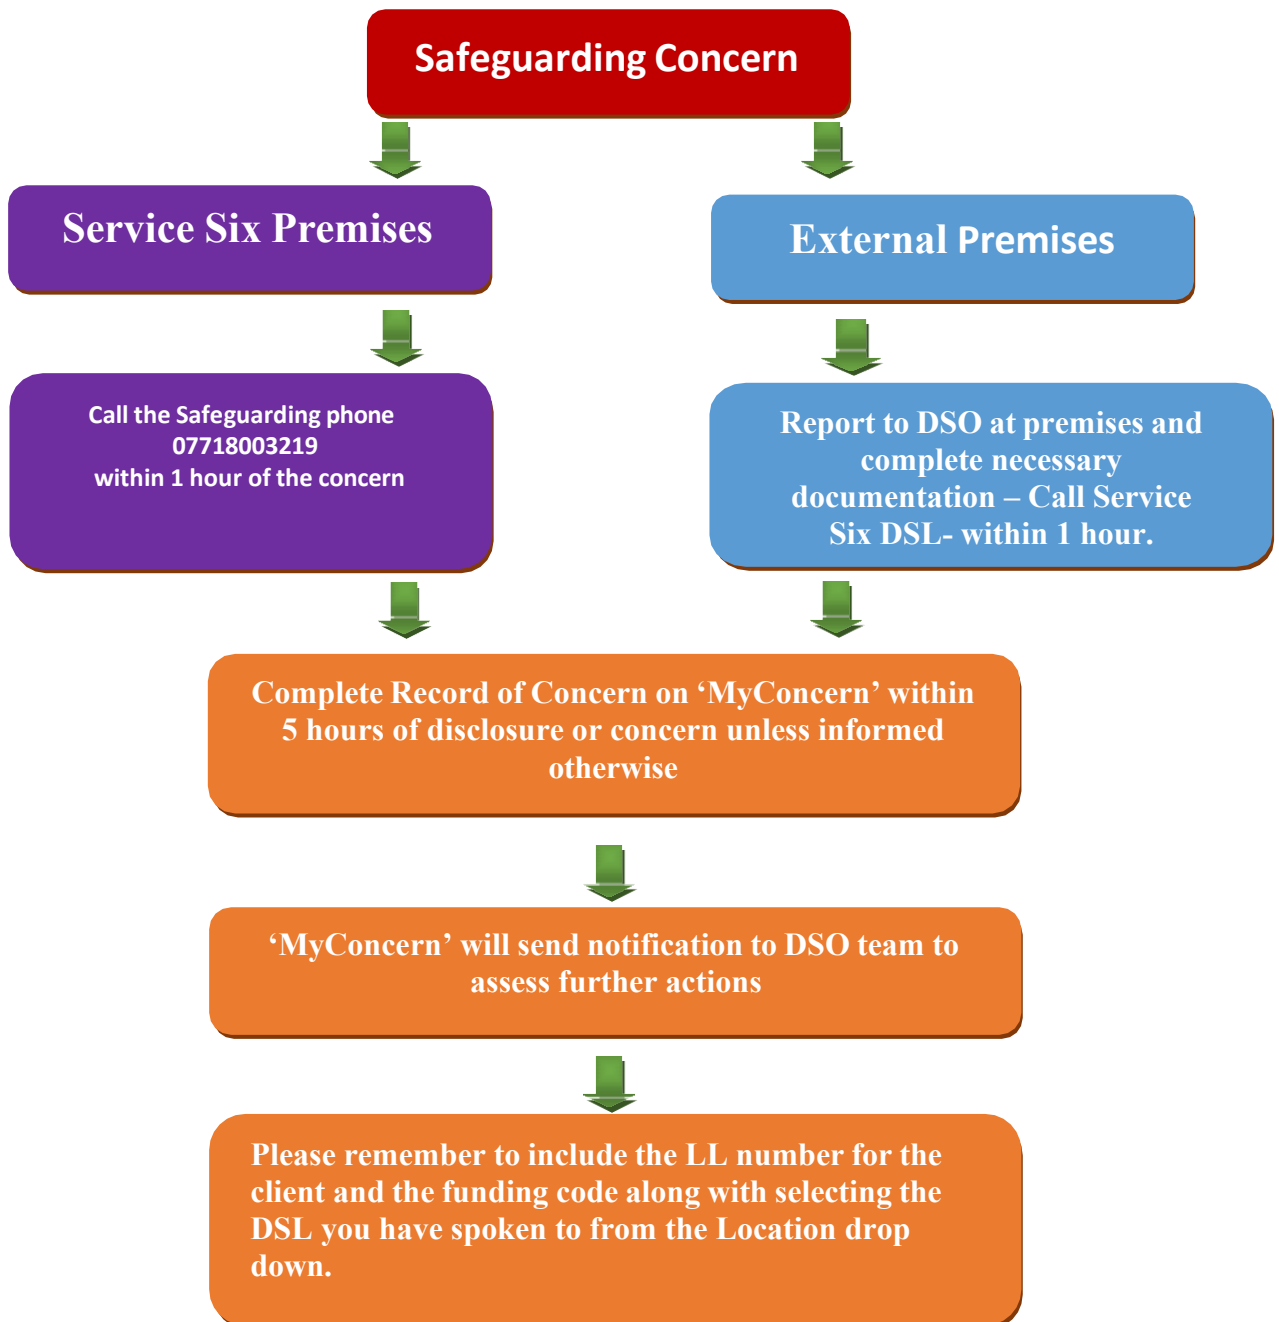 Safeguarding Concern
Service Six Premises
External Premises
Call the Safeguarding phone
07718003219
within 1 hour of the concern
Report to DSO at premises and
complete necessary
documentation – Call Service
Six DSL- within 1 hour.
Complete Record of Concern on ‘MyConcern’ within
5 hours of disclosure or concern unless informed
otherwise
‘MyConcern’ will send notification to DSO team to
assess further actions
Please remember to include the LL number for the
client and the funding code along with selecting the
DSL you have spoken to from the Location drop
down.